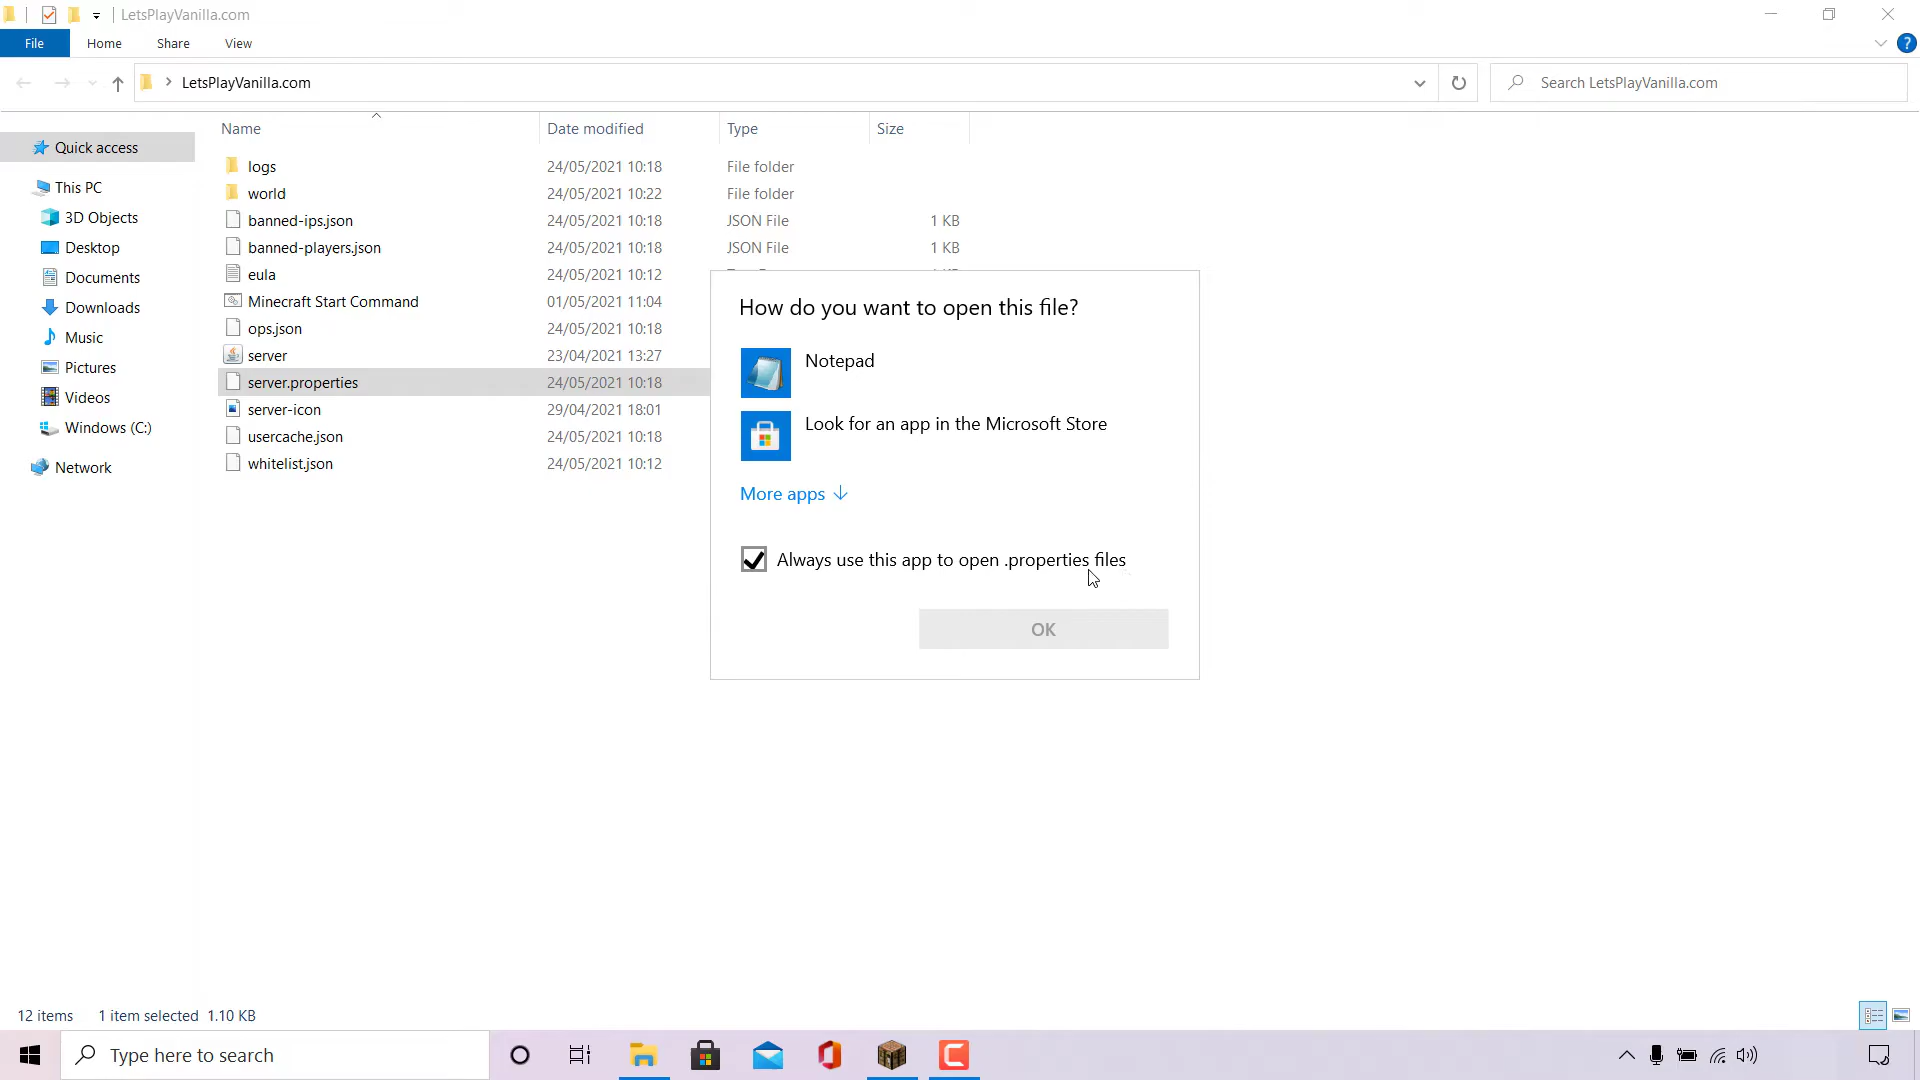 LetsPlayVanilla.com
File Home Share View
LetsPlayVanilla.com
Search LetsPlayVanilla.com
Name Date modified Type Size
Quick access
This PC
3D Objects
Desktop
Documents
Downloads
Music
Pictures
Videos
Windows (C:)
Network
logs 24/05/2021 10:18 File folder
world 24/05/2021 10:22 File folder
banned-ips.json 24/05/2021 10:18 JSON File 1 KB
banned-players.json 24/05/2021 10:18 JSON File 1 KB
eula 24/05/2021 10:12
Minecraft Start Command 01/05/2021 11:04
ops.json 24/05/2021 10:18
server 23/04/2021 13:27
server.properties 24/05/2021 10:18
server-icon 29/04/2021 18:01
usercache.json 24/05/2021 10:18
whitelist.json 24/05/2021 10:12
How do you want to open this file?
Notepad
Look for an app in the Microsoft Store
More apps
Always use this app to open .properties files
OK
12 items 1 item selected 1.10 KB
Type here to search